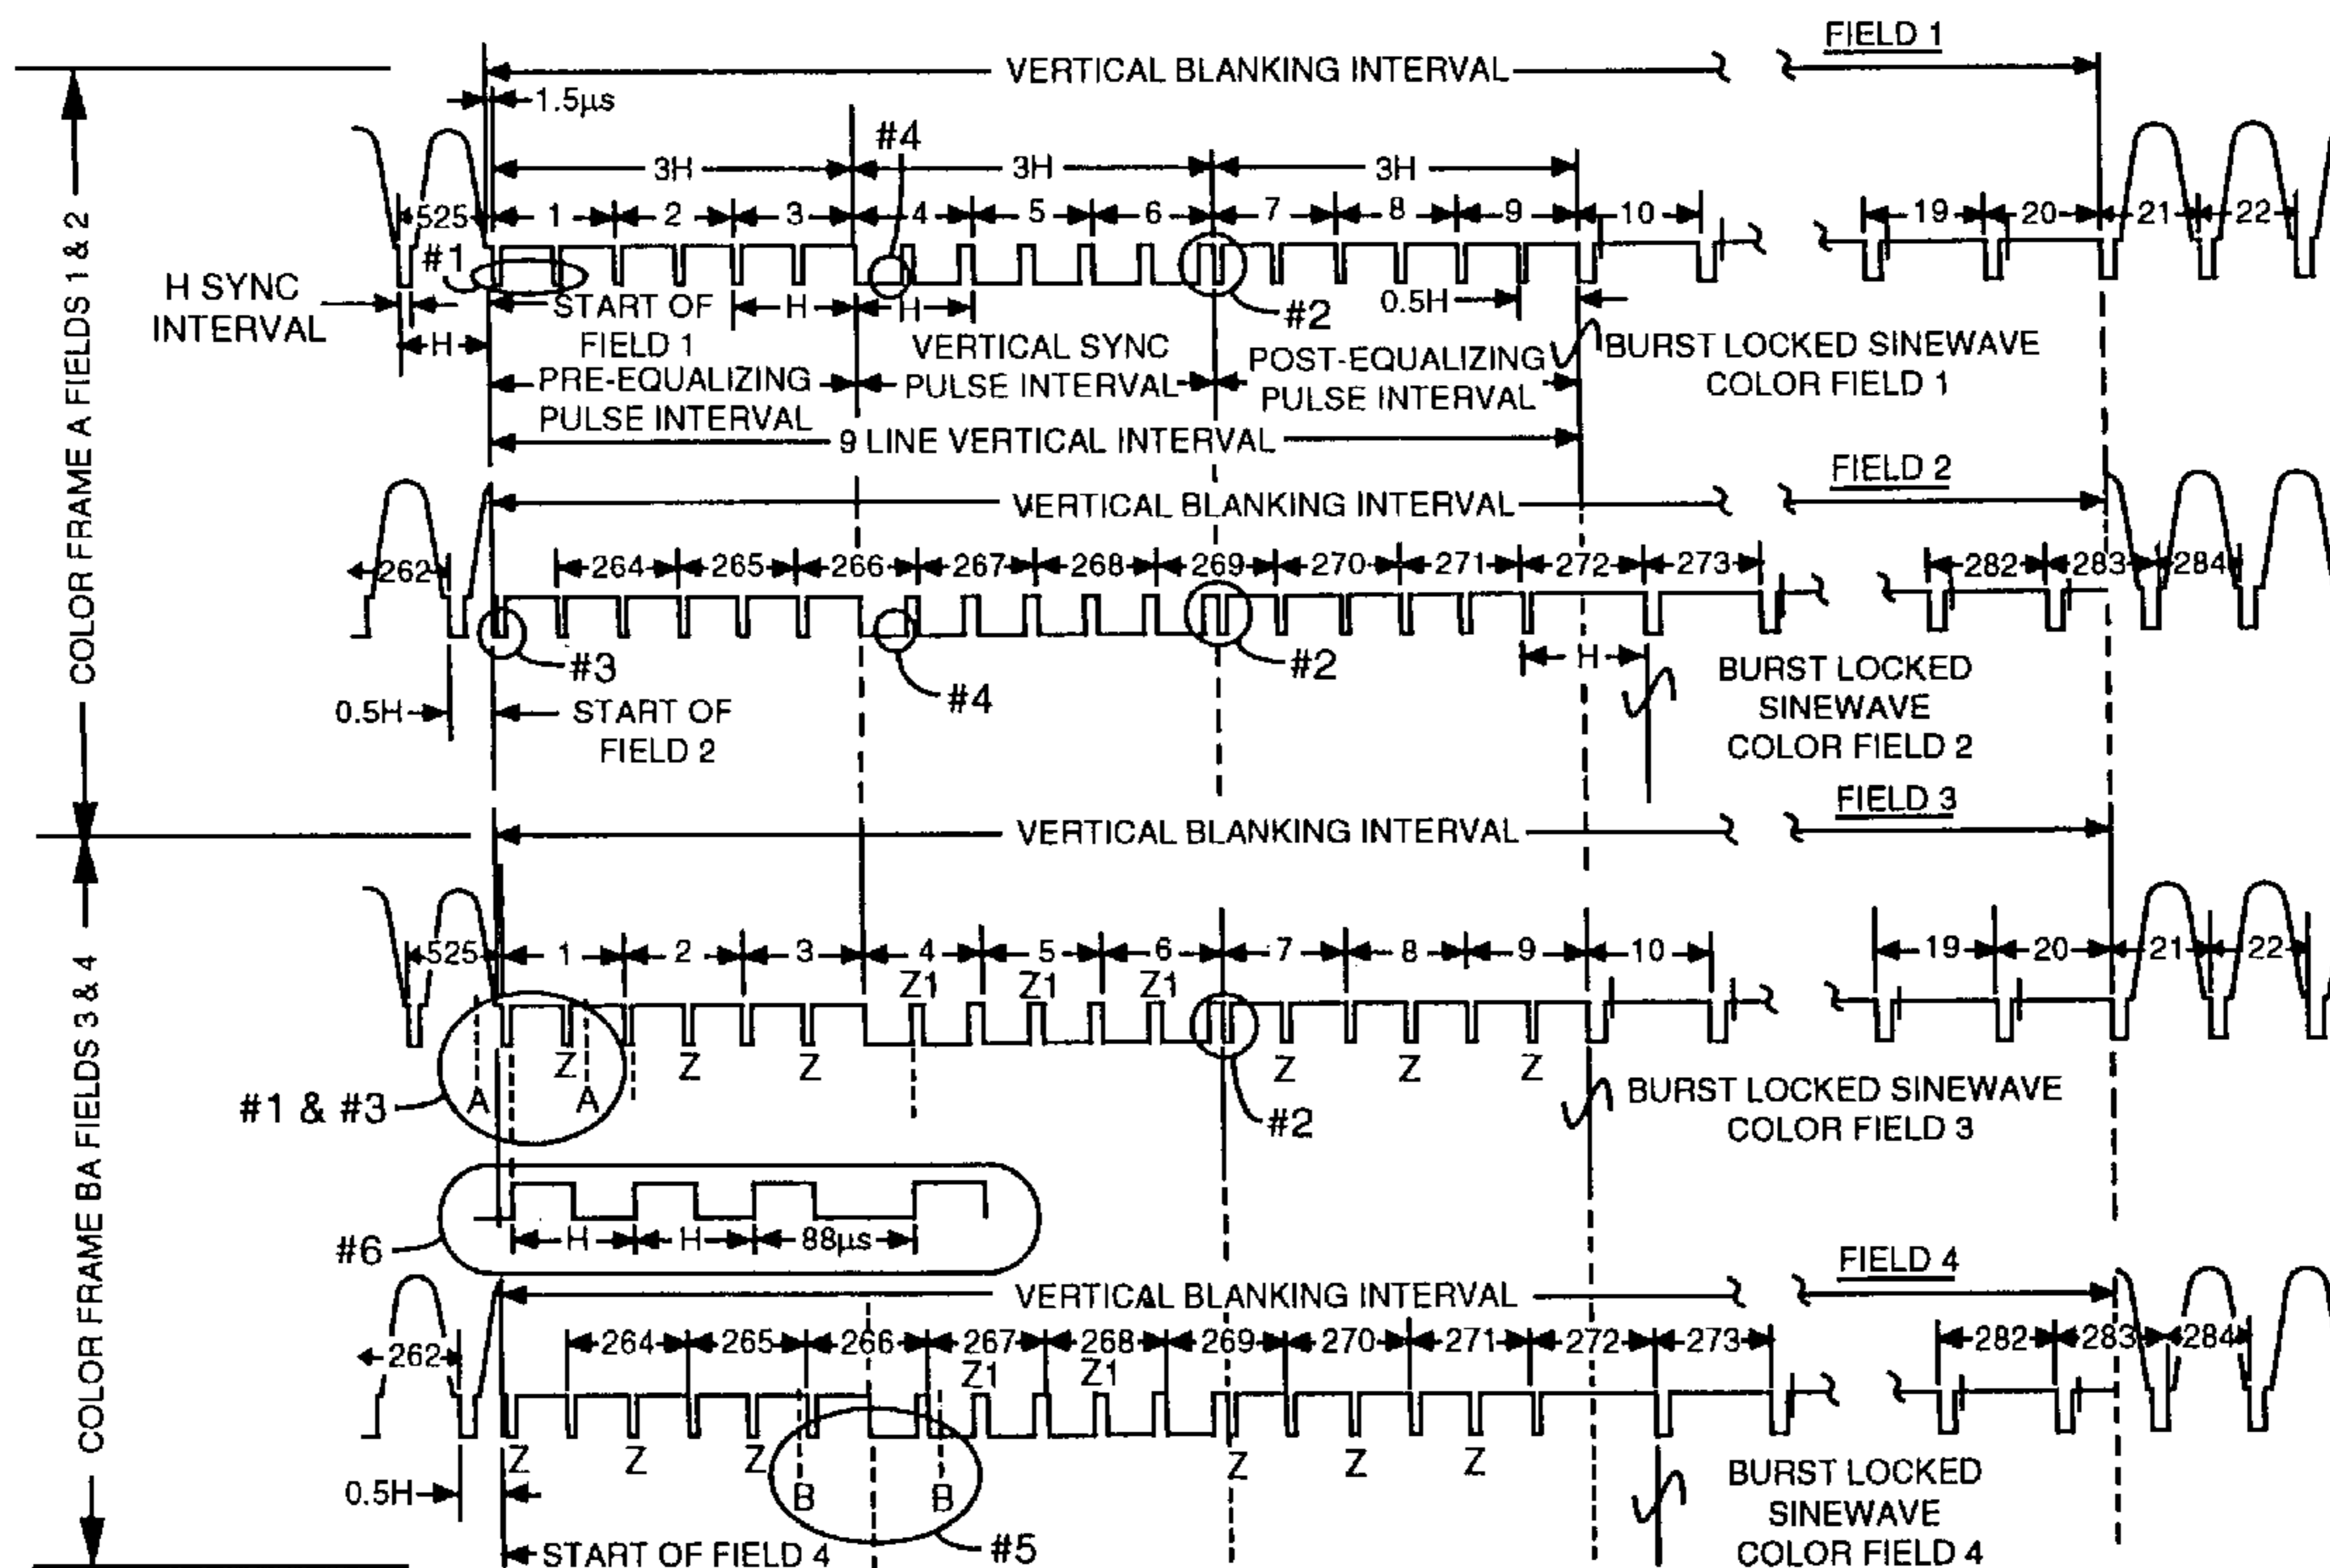 FIELD 1
VERTICAL BLANKING INTERVAL
1.5μs
#4
3H 3H 3H
525 1 2 3 4 5 6 7 8 9 10 19 20 21 22
#1
H SYNC
INTERVAL
START OF
FIELD 1
H H H
#2
0.5H
VERTICAL SYNC
PULSE INTERVAL
POST-EQUALIZING
PULSE INTERVAL
BURST LOCKED SINEWAVE
COLOR FIELD 1
PRE-EQUALIZING
PULSE INTERVAL
9 LINE VERTICAL INTERVAL
COLOR FRAME A FIELDS 1 & 2
FIELD 2
VERTICAL BLANKING INTERVAL
262 264 265 266 267 268 269 270 271 272 273 282 283 284
#3
#4
#2
H
0.5H
START OF
FIELD 2
BURST LOCKED
SINEWAVE
COLOR FIELD 2
FIELD 3
VERTICAL BLANKING INTERVAL
525 1 2 3 4 5 6 7 8 9 10 19 20 21 22
Z1 Z1 Z1
Z Z Z Z Z Z
A A
#1 & #3
#2
BURST LOCKED SINEWAVE
COLOR FIELD 3
H H 88μs
#6
COLOR FRAME BA FIELDS 3 & 4
FIELD 4
VERTICAL BLANKING INTERVAL
262 264 265 266 267 268 269 270 271 272 273 282 283 284
Z1 Z1
Z Z Z Z Z Z
B B
0.5H
#5
START OF FIELD 4
BURST LOCKED
SINEWAVE
COLOR FIELD 4